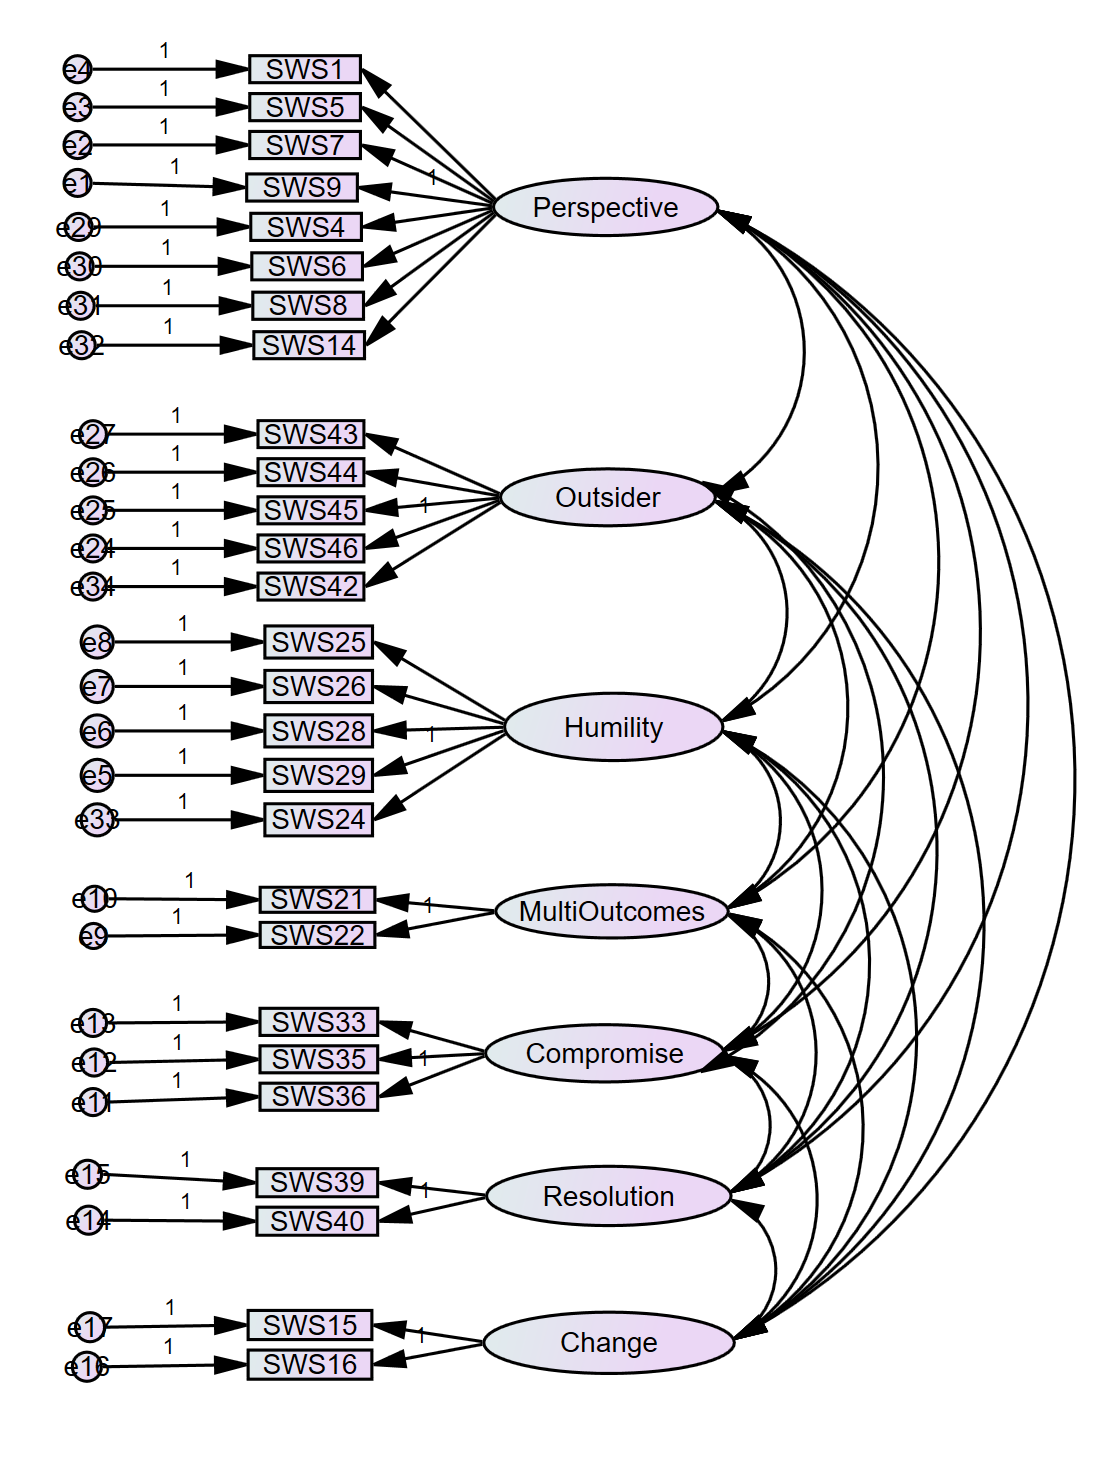 e4 1 SWS1
e3 1 SWS5
e2 1 SWS7
e1 1 SWS9 1 Perspective
e29 1 SWS4
e30 1 SWS6
e31 1 SWS8
e32 1 SWS14
e27 1 SWS43
e26 1 SWS44
e25 1 SWS45 1 Outsider
e24 1 SWS46
e34 1 SWS42
e8 1 SWS25
e7 1 SWS26
e6 1 SWS28 1 Humility
e5 1 SWS29
e33 1 SWS24
e10 1 SWS21 1 MultiOutcomes
e9 1 SWS22
e13 1 SWS33
e12 1 SWS35 1 Compromise
e11 1 SWS36
e15 1 SWS39 1 Resolution
e14 1 SWS40
e17 1 SWS15 1 Change
e16 1 SWS16